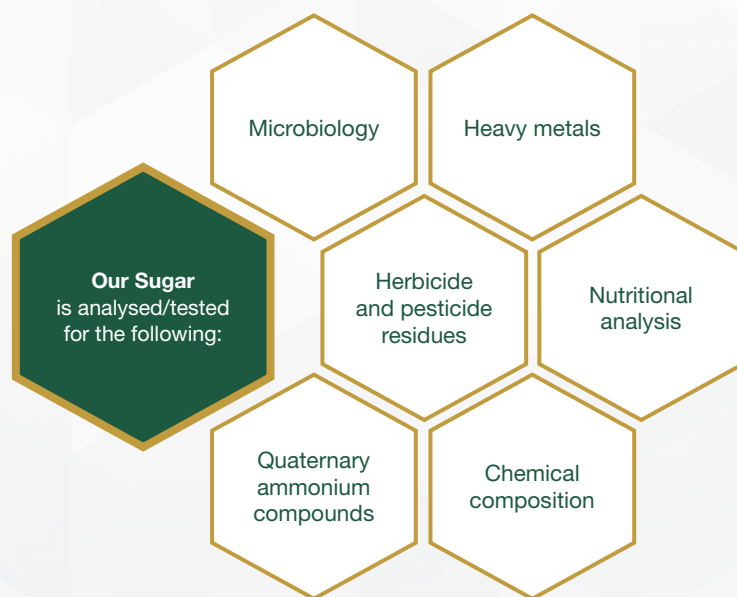 Our Sugar
is analysed/tested
for the following:
Microbiology
Heavy metals
Herbicide
and pesticide
residues
Nutritional
analysis
Quaternary
ammonium
compounds
Chemical
composition